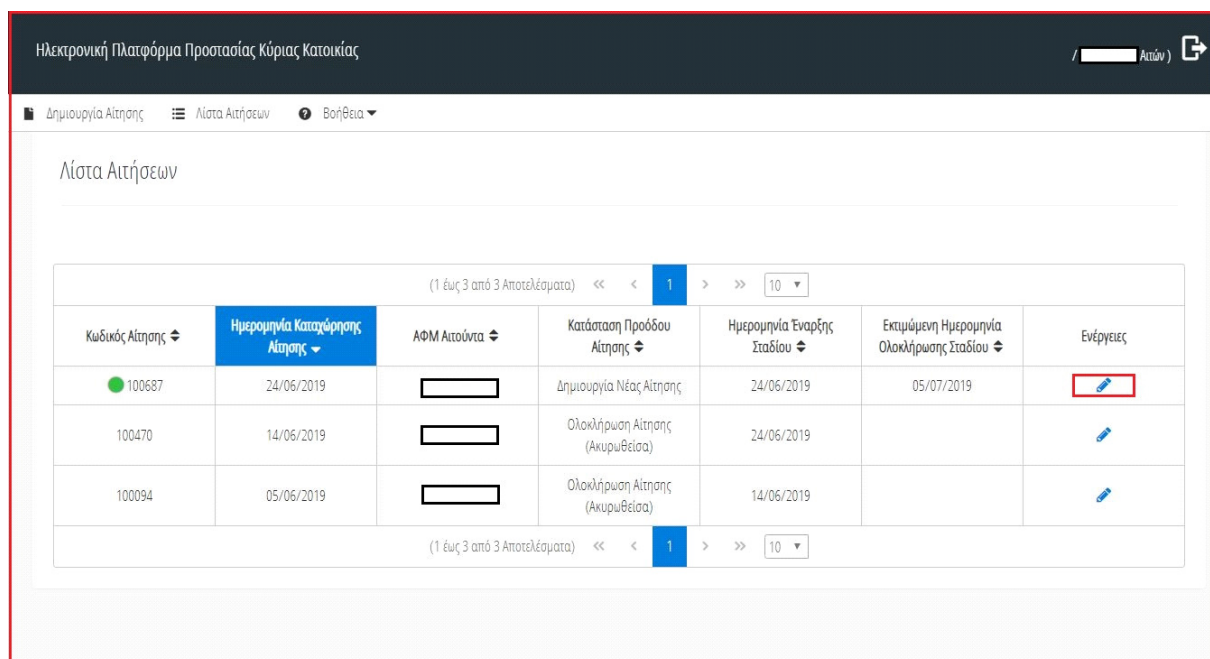 Ηλεκτρονική Πλατφόρμα Προστασίας Κύριας Κατοικίας
/ Αιτών )
Δημιουργία Αίτησης Λίστα Αιτήσεων Βοήθεια
Λίστα Αιτήσεων
(1 έως 3 από 3 Αποτελέσματα) << < 1 > >> 10
Κωδικός Αίτησης
Ημερομηνία Καταχώρησης
Αίτησης
ΑΦΜ Αιτούντα
Κατάσταση Προόδου
Αίτησης
Ημερομηνία Έναρξης
Σταδίου
Εκτιμώμενη Ημερομηνία
Ολοκλήρωσης Σταδίου
Ενέργειες
100687 24/06/2019 Δημιουργία Νέας Αίτησης 24/06/2019 05/07/2019
100470 14/06/2019 Ολοκλήρωση Αίτησης
(Ακυρωθείσα) 24/06/2019
100094 05/06/2019 Ολοκλήρωση Αίτησης
(Ακυρωθείσα) 14/06/2019
(1 έως 3 από 3 Αποτελέσματα) << < 1 > >> 10